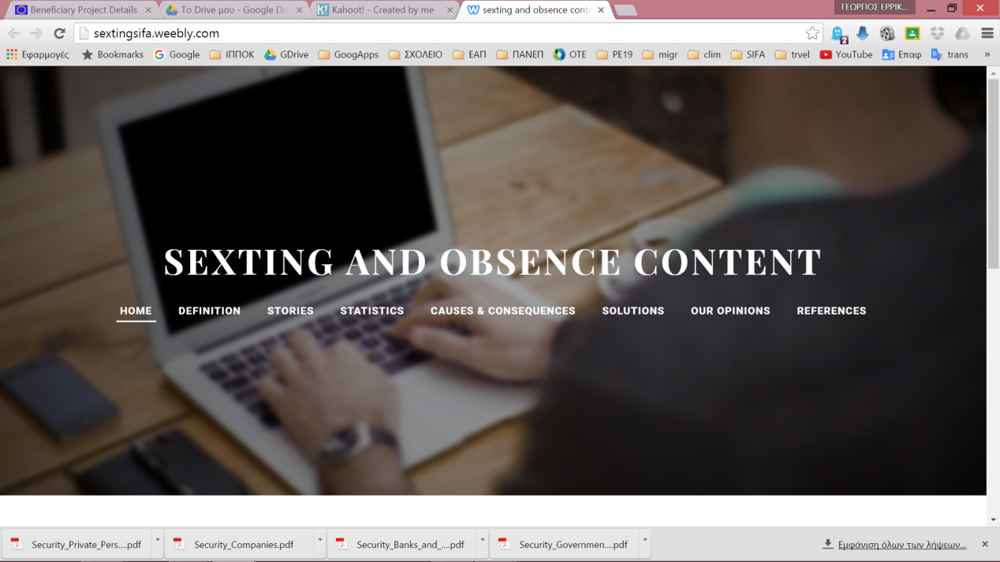 Beneficiary Project Details
Το Drive μου - Google Dri
Kahoot! - Created by me
sexting and obsence cont
ΓΕΩΡΓΙΟΣ ΕΡΡΙΚ...
sextingsifa.weebly.com
2
Εφαρμογές Bookmarks Google ΙΠΠΟΚ GDrive GoogApps ΣΧΟΛΕΙΟ ΕΑΠ ΠΑΝΕΠ ΟΤΕ PE19 migr clim SIFA trvel YouTube Επαφ trans »
SEXTING AND OBSENCE CONTENT
HOME DEFINITION STORIES STATISTICS CAUSES & CONSEQUENCES SOLUTIONS OUR OPINIONS REFERENCES
Security_Private_Pers....pdf Security_Companies.pdf Security_Banks_and_....pdf Security_Governmen....pdf Εμφάνιση όλων των λήψεων...